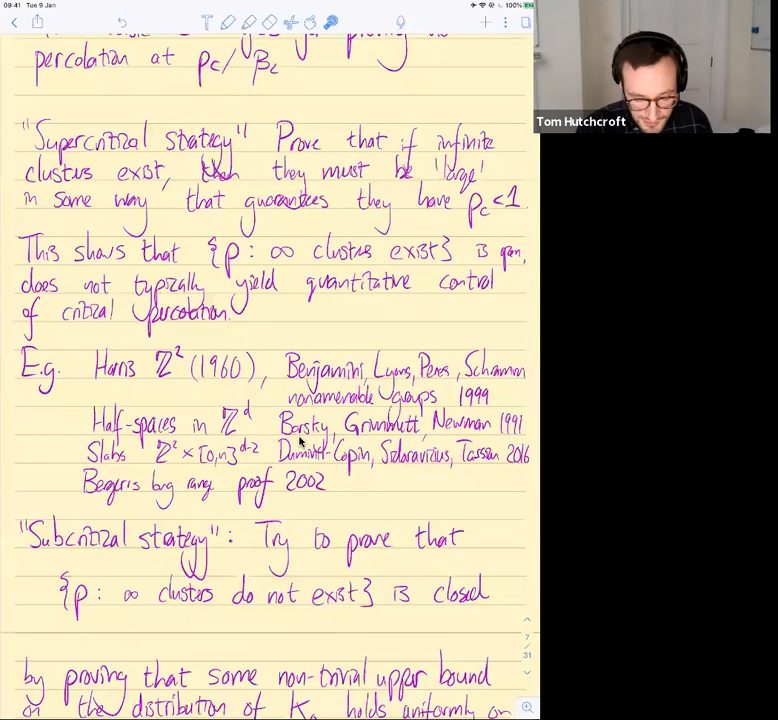 09:41 Tue 9 Jan
100%
percolation at pc/βc
"Supercritical strategy" Prove that if infinite
clusters exist, then they must be 'large'
in some way that guarantees they have pc<1.
This shows that {p: ∞ clusters exist} is open,
does not typically yield quantitative control
of critical percolation.
E.g. Harris ℤ² (1960), Benjamini, Lyons, Peres, Schramm
nonamenable groups 1999
Half-spaces in ℤ^d Barsky, Grimmett, Newman 1991
Slabs ℤ²×[0,n]^{d-2} Duminil-Copin, Sidoravicius, Tassion 2016
Bergers long range proof 2002
"Subcritical strategy": Try to prove that
{p: ∞ clusters do not exist} is closed
by proving that some non-trivial upper bound
on the distribution of K₀ holds uniformly on
Tom Hutchcroft
7
31